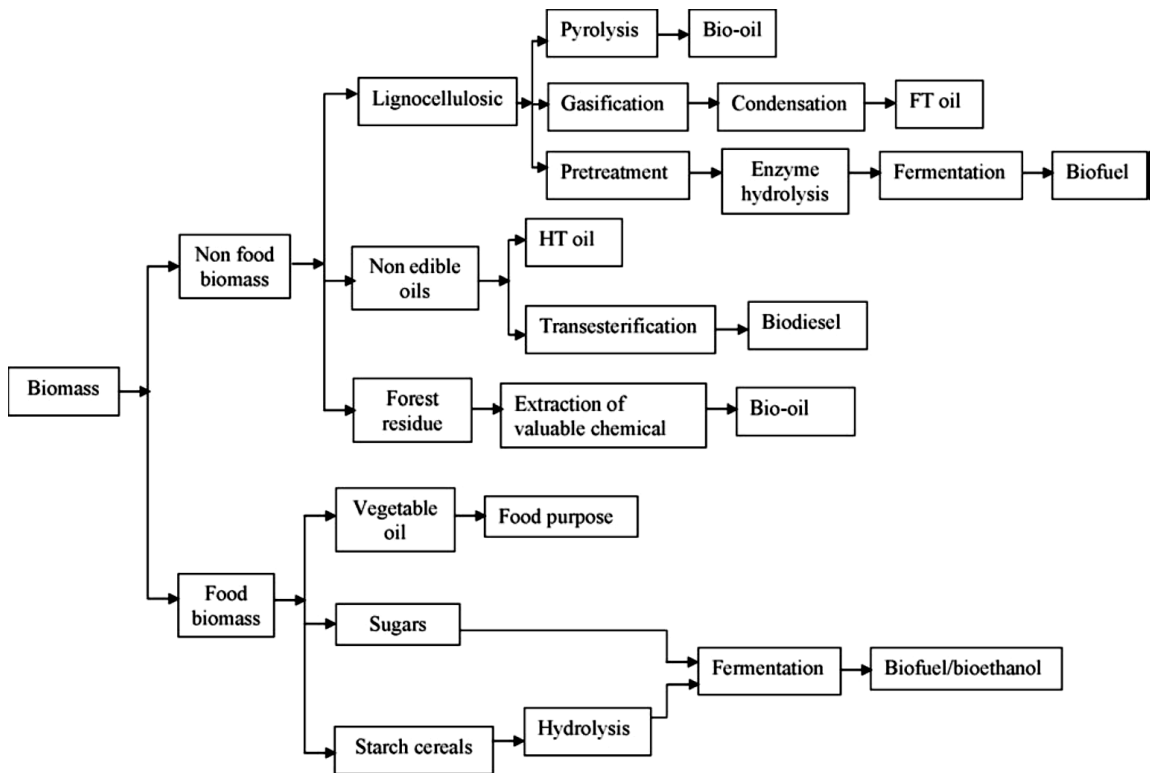 Pyrolysis
Bio-oil
Lignocellulosic
Gasification
Condensation
FT oil
Pretreatment
Enzyme
hydrolysis
Fermentation
Biofuel
HT oil
Non food
biomass
Non edible
oils
Transesterification
Biodiesel
Biomass
Forest
residue
Extraction of
valuable chemical
Bio-oil
Vegetable
oil
Food purpose
Food
biomass
Sugars
Fermentation
Biofuel/bioethanol
Starch cereals
Hydrolysis